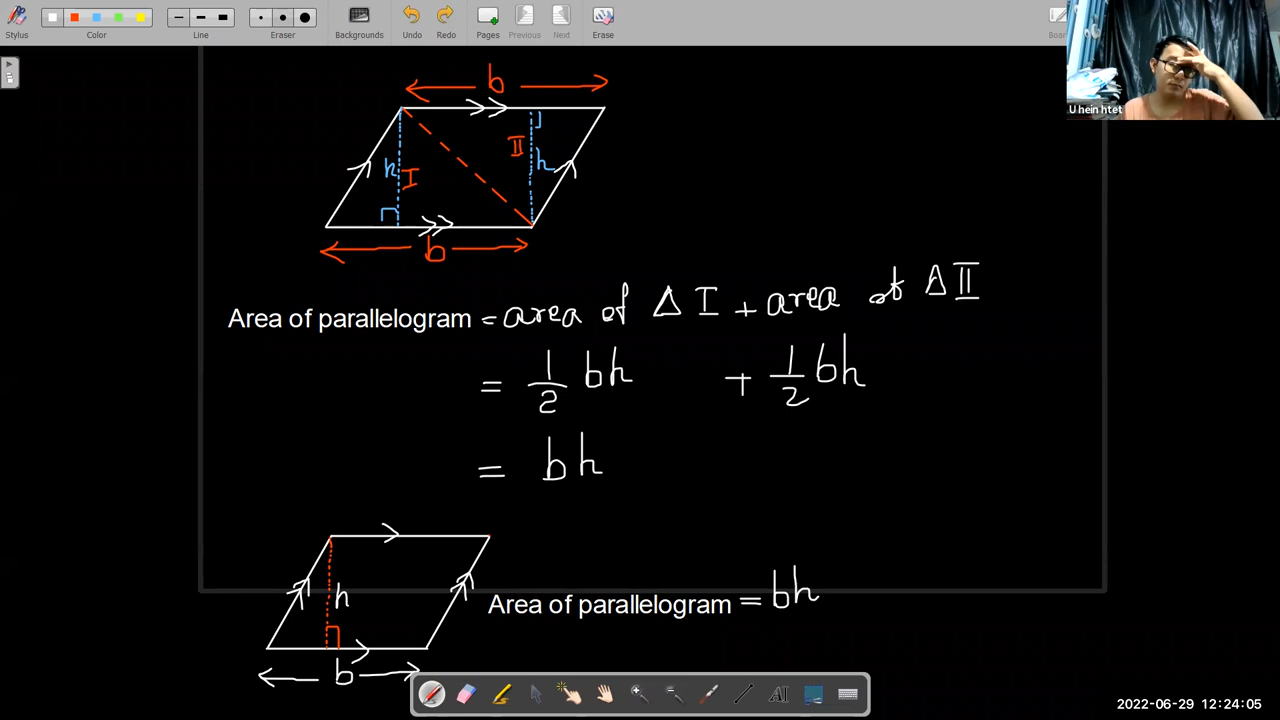 Stylus Color Line Eraser Backgrounds Undo Redo Pages Previous Next Erase
U hein htet
b
h I II h
b
Area of parallelogram = area of Δ I + area of Δ II
= 1/2 bh + 1/2 bh
= bh
h
Area of parallelogram = bh
b
AI
2022-06-29 12:24:05